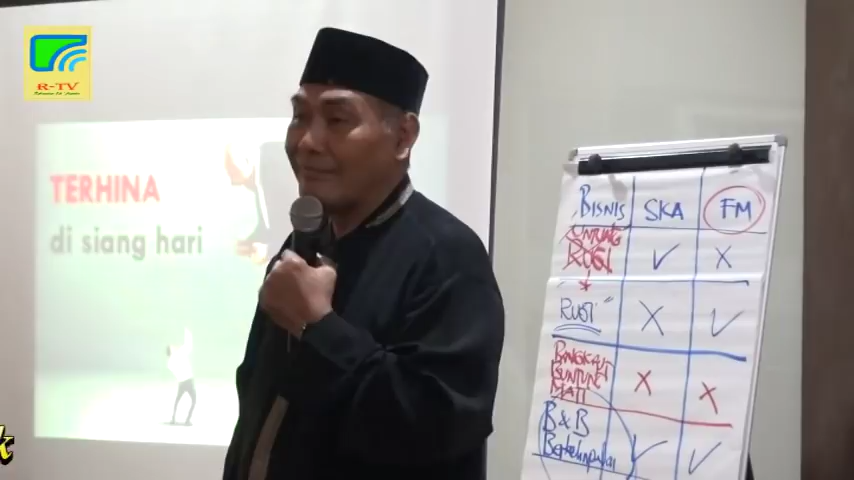 R-TV
TERHINA
di siang hari
BISNIS SKA FM
UNTUNG
RUGI ✓ X
RUGI X ✓
BANGKRUT
BUNTUNG X X
MATI
B&B ✓ ✓
k